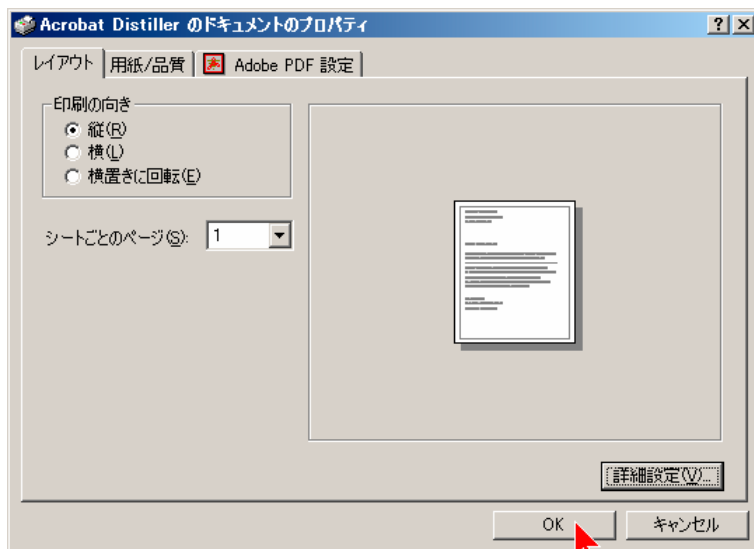 Acrobat Distiller のドキュメントのプロパティ
レイアウト 用紙/品質 Adobe PDF 設定
印刷の向き
縦(R)
横(L)
横置きに回転(E)
シートごとのページ(S): 1
詳細設定(V)...
OK キャンセル